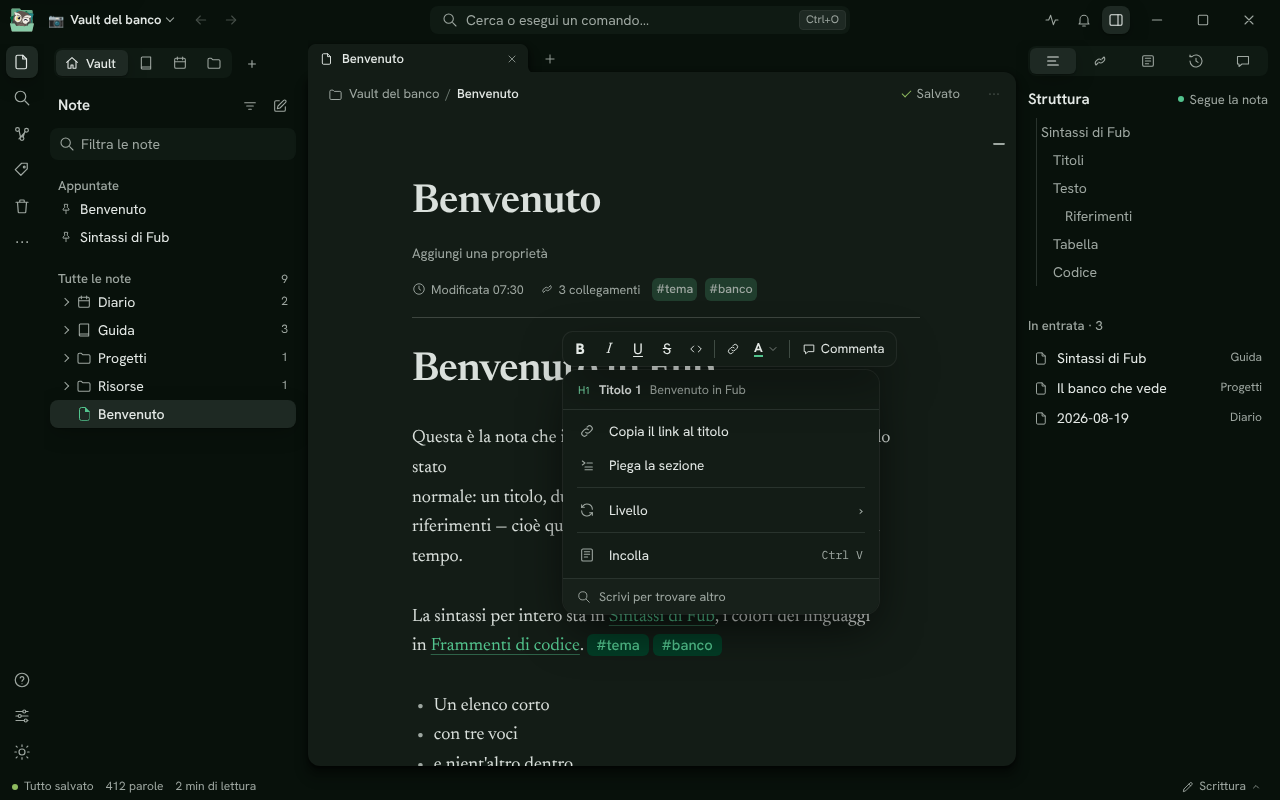 Vault del banco
Cerca o esegui un comando...
Ctrl+O
Vault
Benvenuto
Note
Filtra le note
Appuntate
Benvenuto
Sintassi di Fub
Tutte le note 9
Diario 2
Guida 3
Progetti 1
Risorse 1
Benvenuto
Vault del banco / Benvenuto
Salvato
Benvenuto
Aggiungi una proprietà
Modificata 07:30 3 collegamenti #tema #banco
B I U S A Commenta
H1 Titolo 1 Benvenuto in Fub
Copia il link al titolo
Piega la sezione
Livello
Incolla Ctrl V
Scrivi per trovare altro
Benvenuto in Fub
Questa è la nota che
stato
normale: un titolo,
riferimenti — cioè
tempo.
La sintassi per intero sta in Sintassi di Fub, i colori dei linguaggi
in Frammenti di codice. #tema #banco
• Un elenco corto
• con tre voci
• e nient'altro dentro
Struttura
Segue la nota
Sintassi di Fub
Titoli
Testo
Riferimenti
Tabella
Codice
In entrata · 3
Sintassi di Fub Guida
Il banco che vede Progetti
2026-08-19 Diario
Tutto salvato 412 parole 2 min di lettura
Scrittura